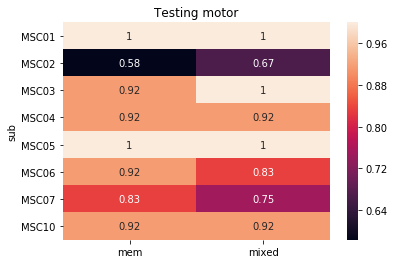 Testing motor
MSC01 1 1
MSC02 0.58 0.67
MSC03 0.92 1
MSC04 0.92 0.92
MSC05 1 1
MSC06 0.92 0.83
MSC07 0.83 0.75
MSC10 0.92 0.92
sub
mem mixed
0.96
0.88
0.80
0.72
0.64